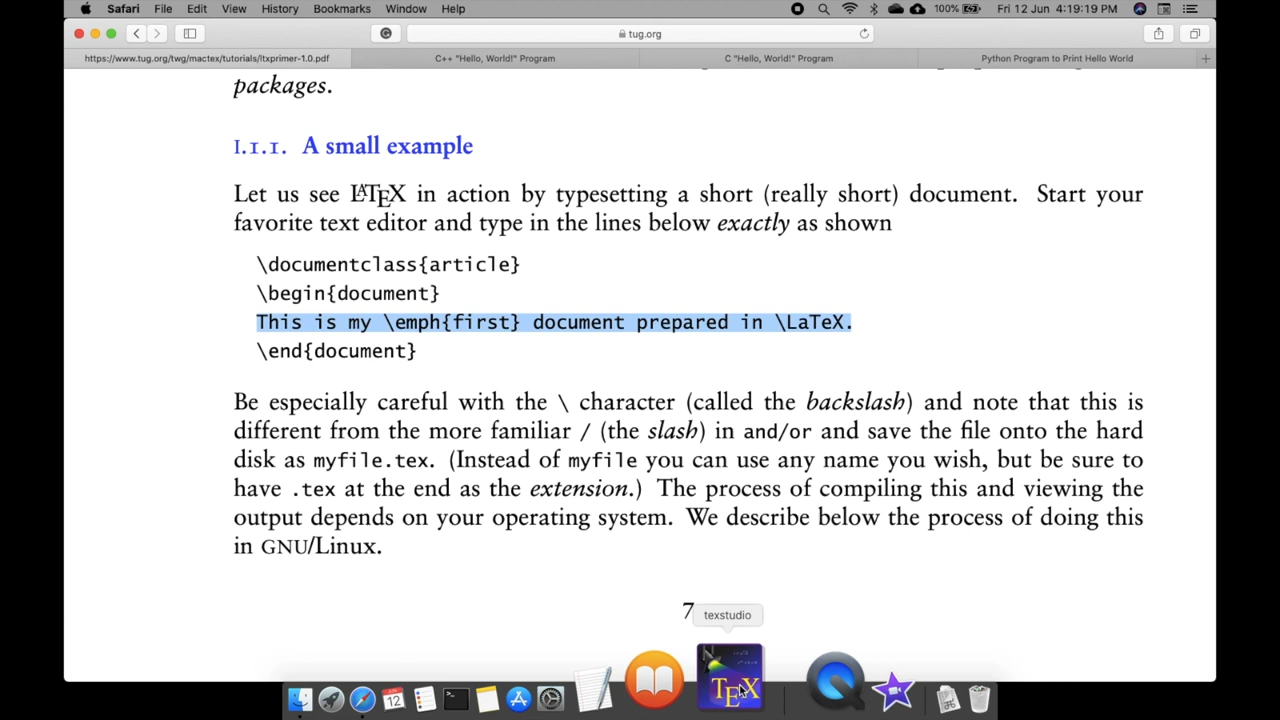 Safari File Edit View History Bookmarks Window Help 100% Fri 12 Jun 4:19:19 PM
tug.org
https://www.tug.org/twg/mactex/tutorials/ltxprimer-1.0.pdf C++ "Hello, World!" Program C "Hello, World!" Program Python Program to Print Hello World
packages.
I.1.1. A small example
Let us see LATEX in action by typesetting a short (really short) document. Start your
favorite text editor and type in the lines below exactly as shown
\documentclass{article}
\begin{document}
This is my \emph{first} document prepared in \LaTeX.
\end{document}
Be especially careful with the \ character (called the backslash) and note that this is
different from the more familiar / (the slash) in and/or and save the file onto the hard
disk as myfile.tex. (Instead of myfile you can use any name you wish, but be sure to
have .tex at the end as the extension.) The process of compiling this and viewing the
output depends on your operating system. We describe below the process of doing this
in GNU/Linux.
7
texstudio
TEX
12